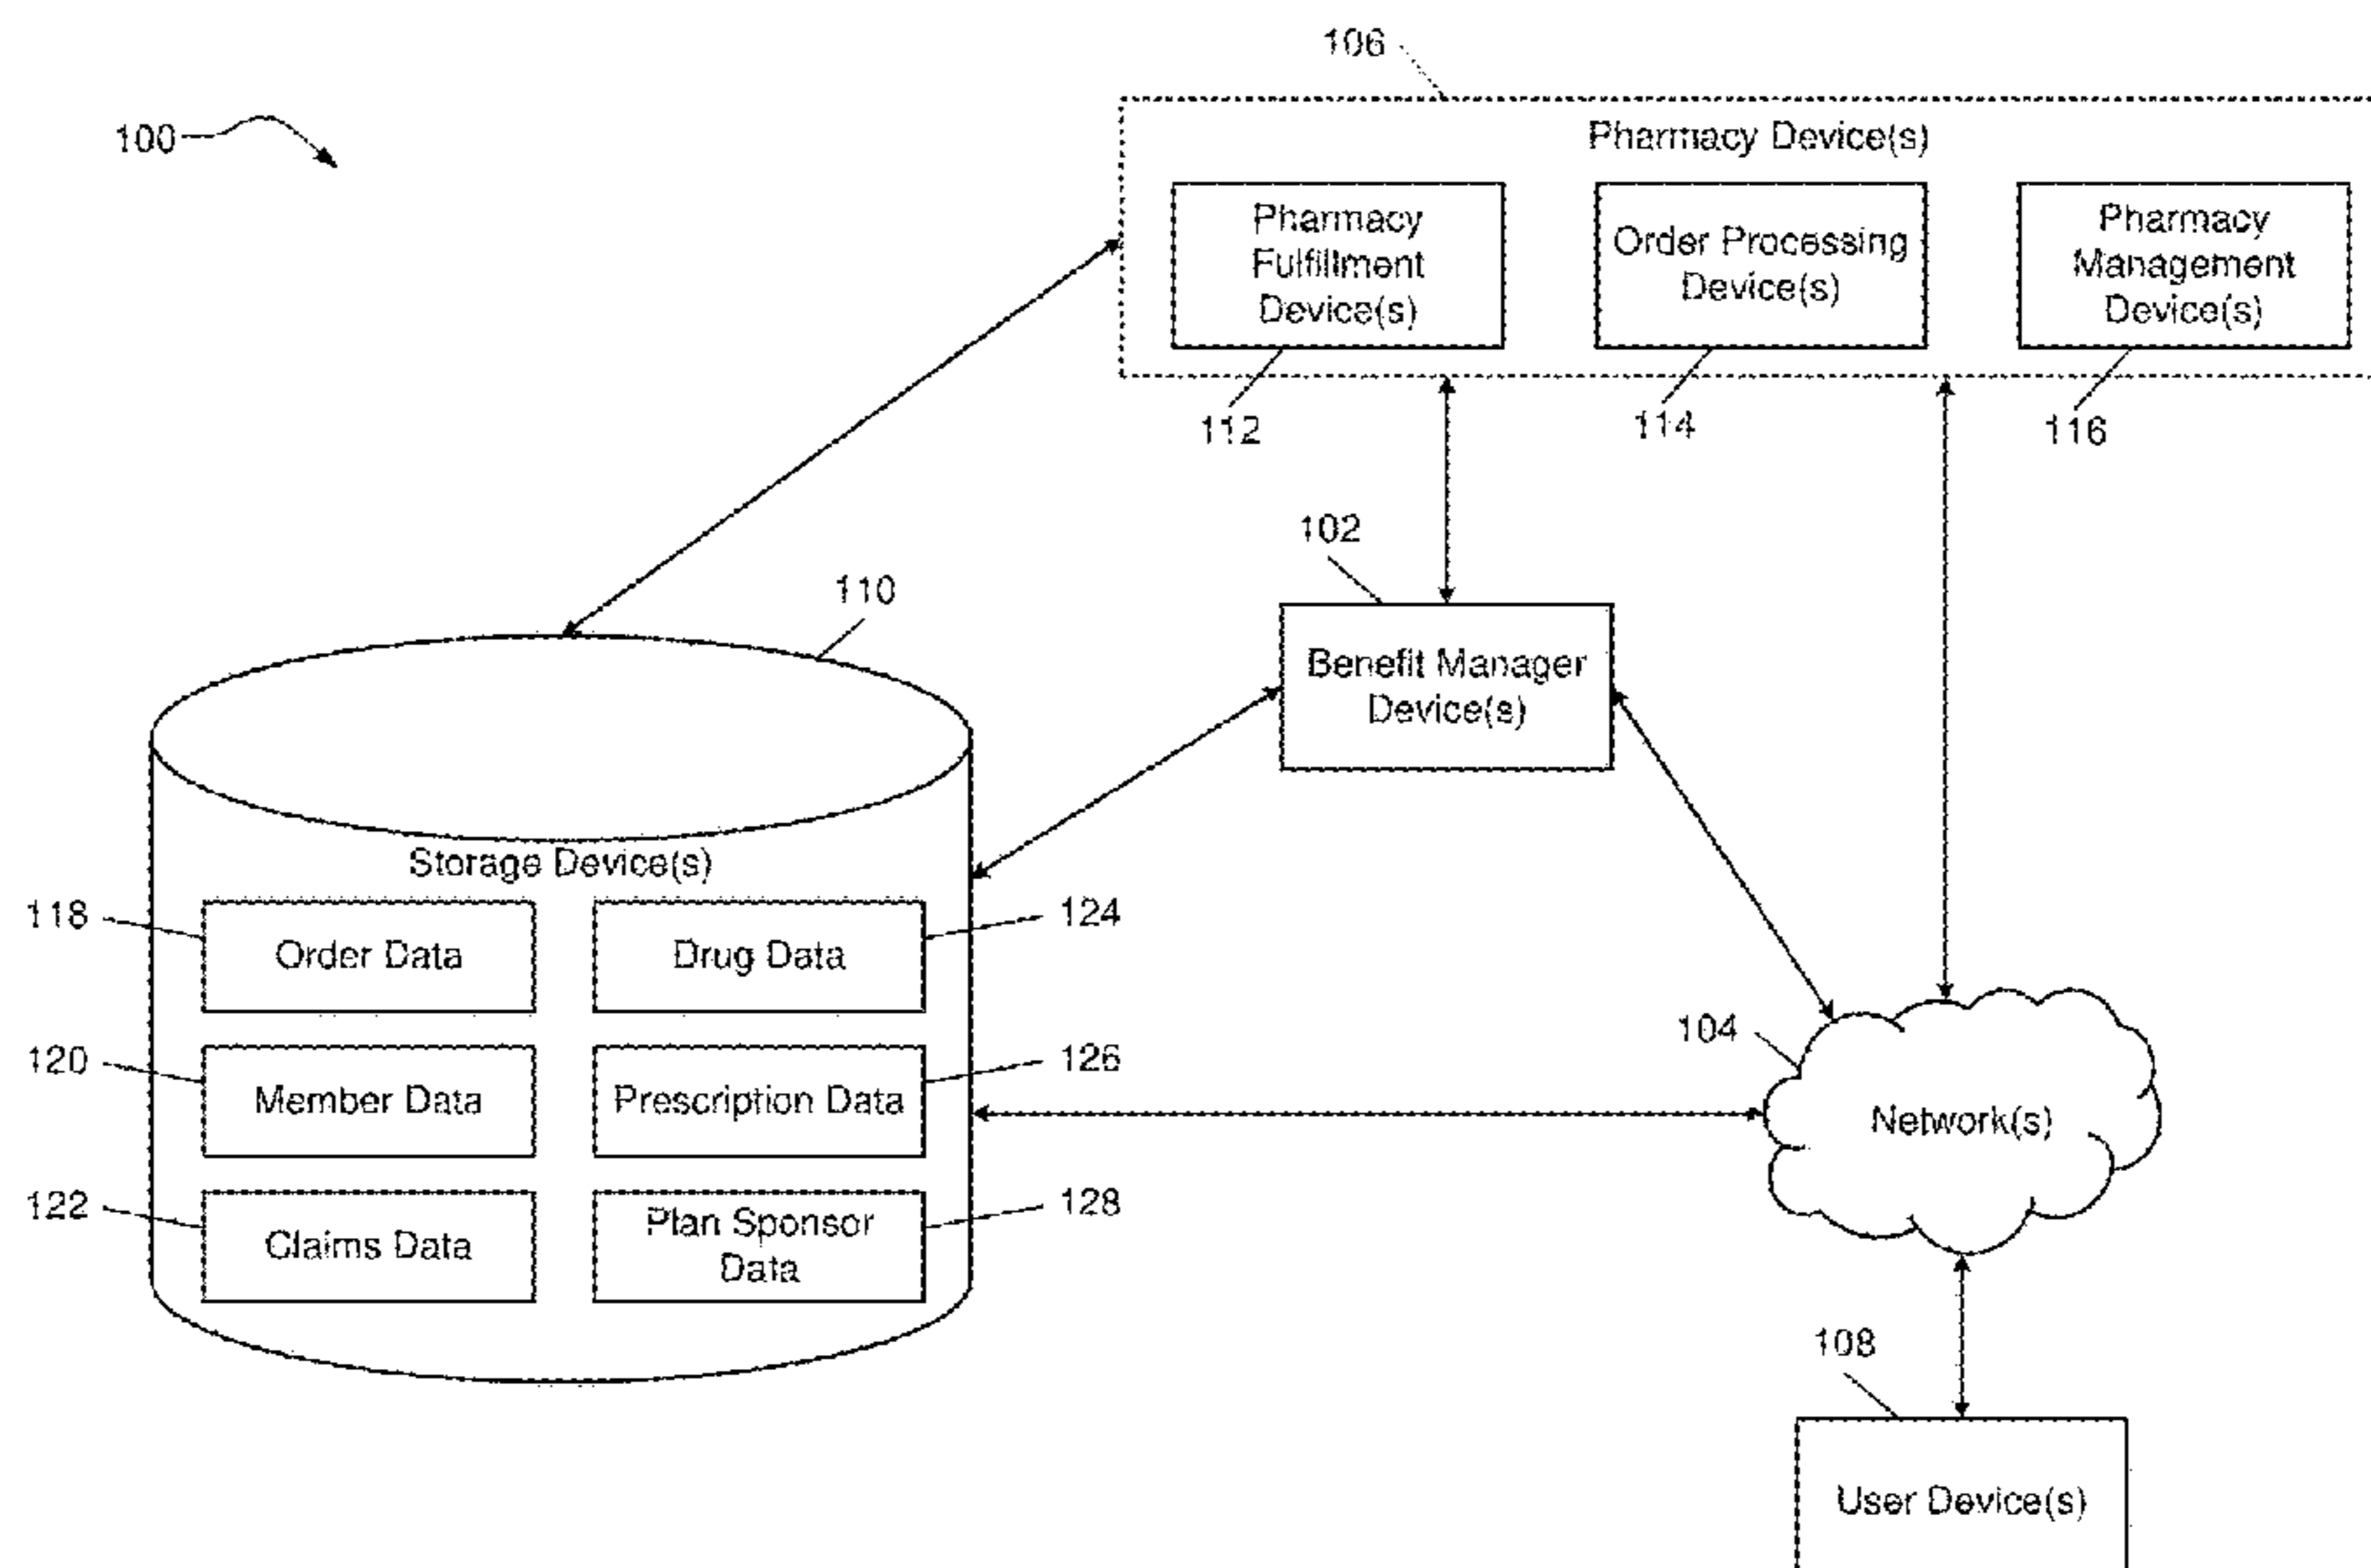 106
100
Pharmacy Device(s)
Pharmacy
Fulfillment
Device(s)
Order Processing
Device(s)
Pharmacy
Management
Device(s)
112
114
116
102
110
Benefit Manager
Device(s)
Storage Device(s)
118
Order Data
Drug Data
124
120
Member Data
Prescription Data
126
122
Claims Data
Plan Sponsor
Data
128
104
Network(s)
108
User Device(s)